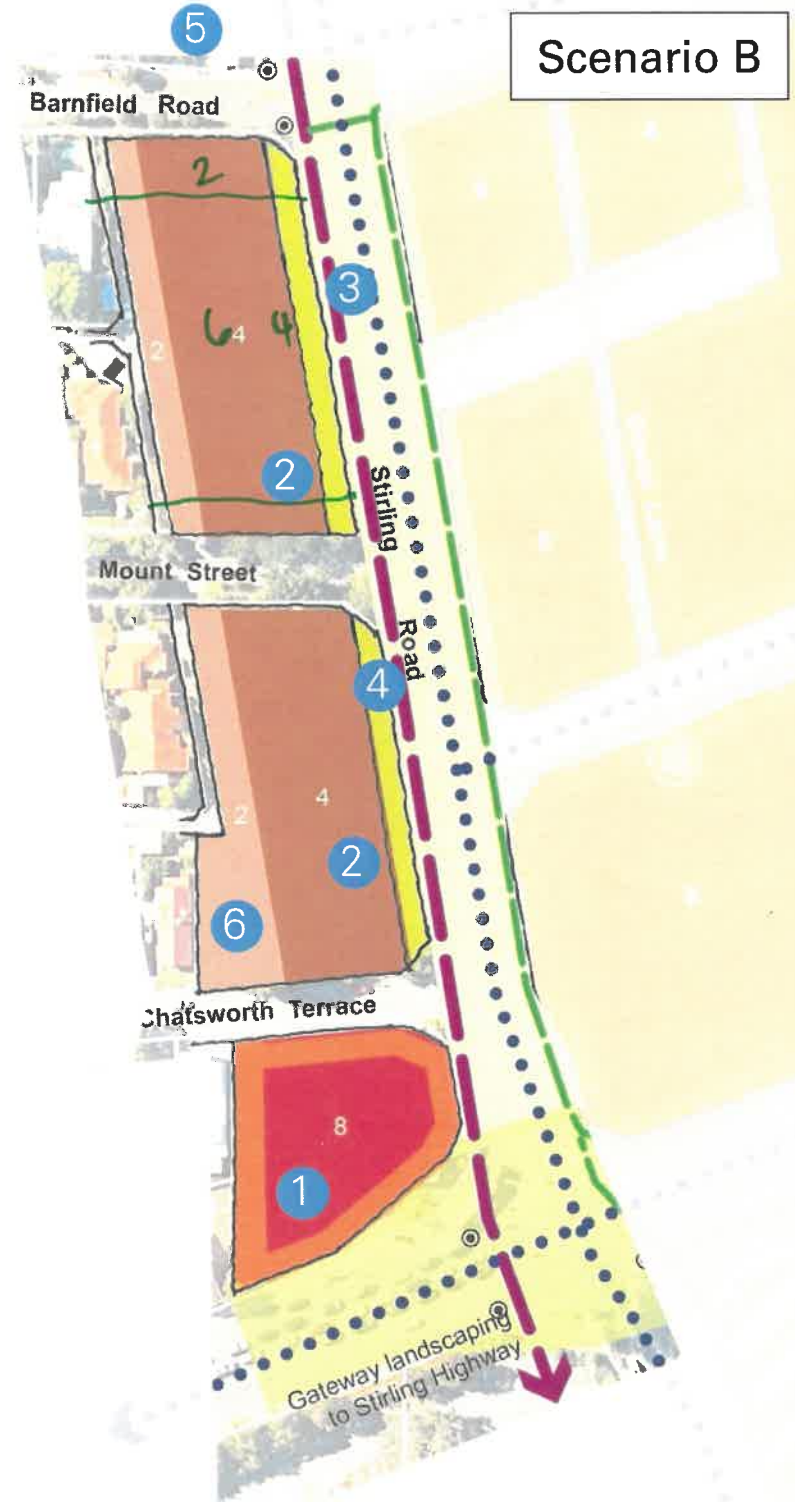 5
Scenario B
Barnfield Road
2
3
6 4 4
2
2
Stirling Road
Mount Street
4
4
2
2
6
Chatsworth Terrace
8
1
Gateway landscaping
to Stirling Highway